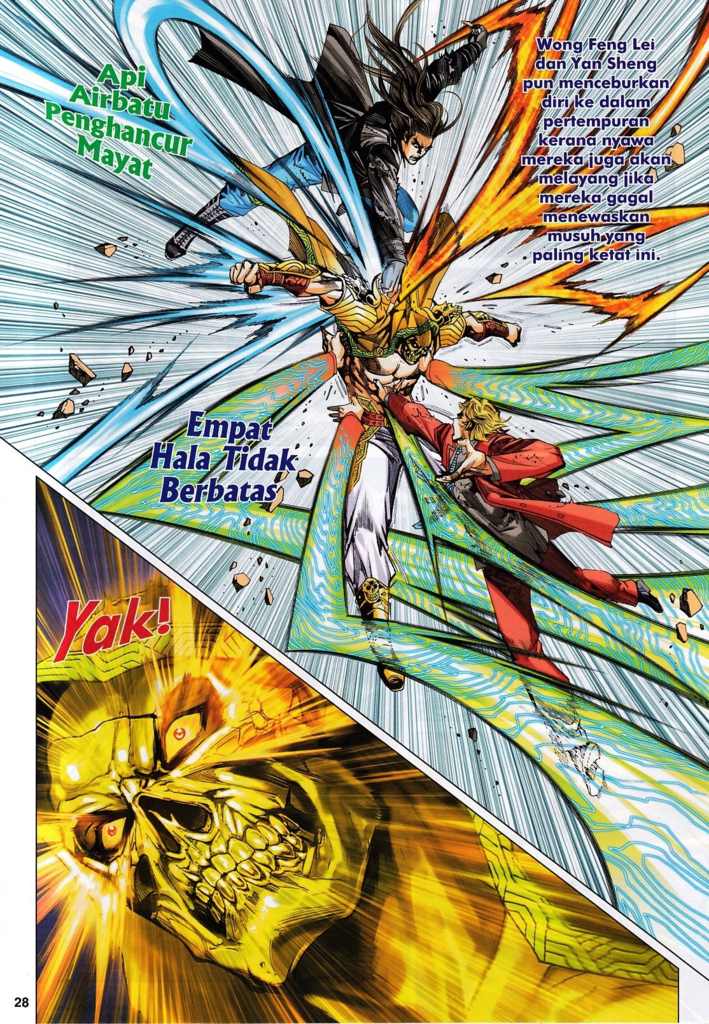 Api
Airbatu
Penghancur
Mayat
Wong Feng Lei
dan Yan Sheng
pun menceburkan
diri ke dalam
pertempuran
kerana nyawa
mereka juga akan
melayang jika
mereka gagal
menewaskan
musuh yang
paling ketat ini.
Empat
Hala Tidak
Berbatas
Yak!
28